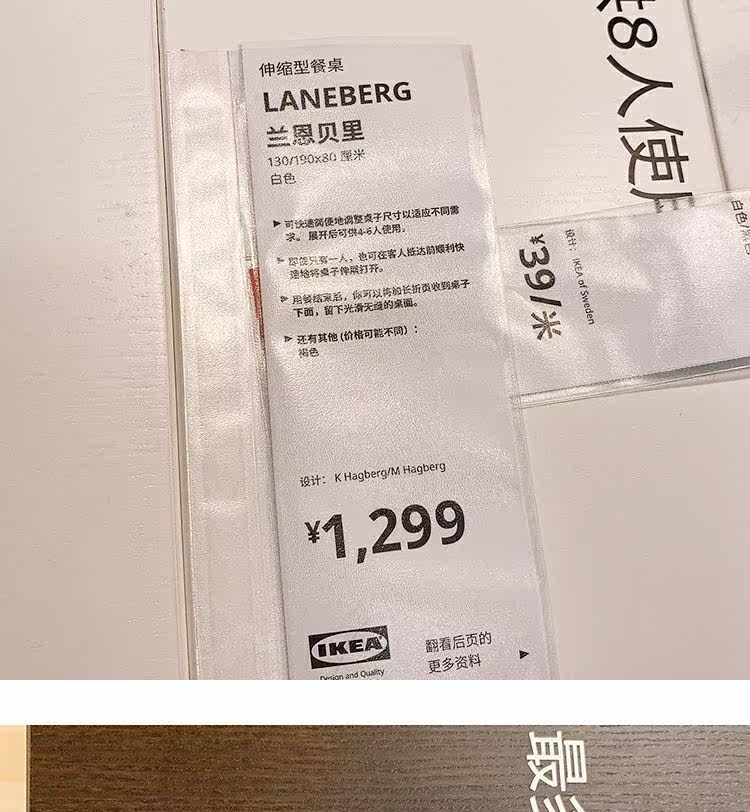 伸缩型餐桌
LANEBERG
兰恩贝里
130/190x80 厘米
白色
▶ 可快速简便地调整桌子尺寸以适应不同需
求。 展开后可供4-6人使用。
▶ 即使只有一人，也可在客人抵达前顺利快
速地将桌子伸展打开。
▶ 用餐结束后，你可以将加长折页收到桌子
下面，留下光滑无缝的桌面。
▶ 还有其他 (价格可能不同) ：
褐色
设计： K Hagberg/M Hagberg
¥1,299
IKEA
Design and Quality
翻看后页的
更多资料 ▶
8人使
设计： IKEA of Sweden
¥39/米
白色/
最